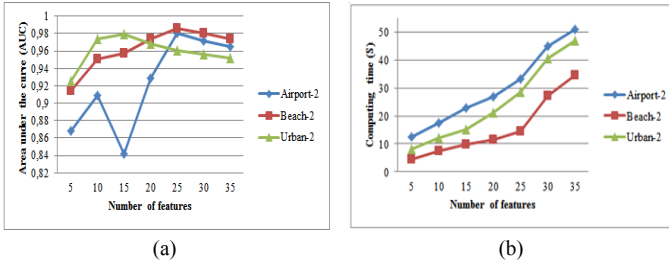 Area under the curve (AUC)
1
0,98
0,96
0,94
0,92
0,9
0,88
0,86
0,84
0,82
5 10 15 20 25 30 35
Number of features
Airport-2
Beach-2
Urban-2
(a)
Computing time (S)
50
40
30
20
10
0
5 10 15 20 25 30 35
Number of features
Airport-2
Beach-2
Urban-2
(b)